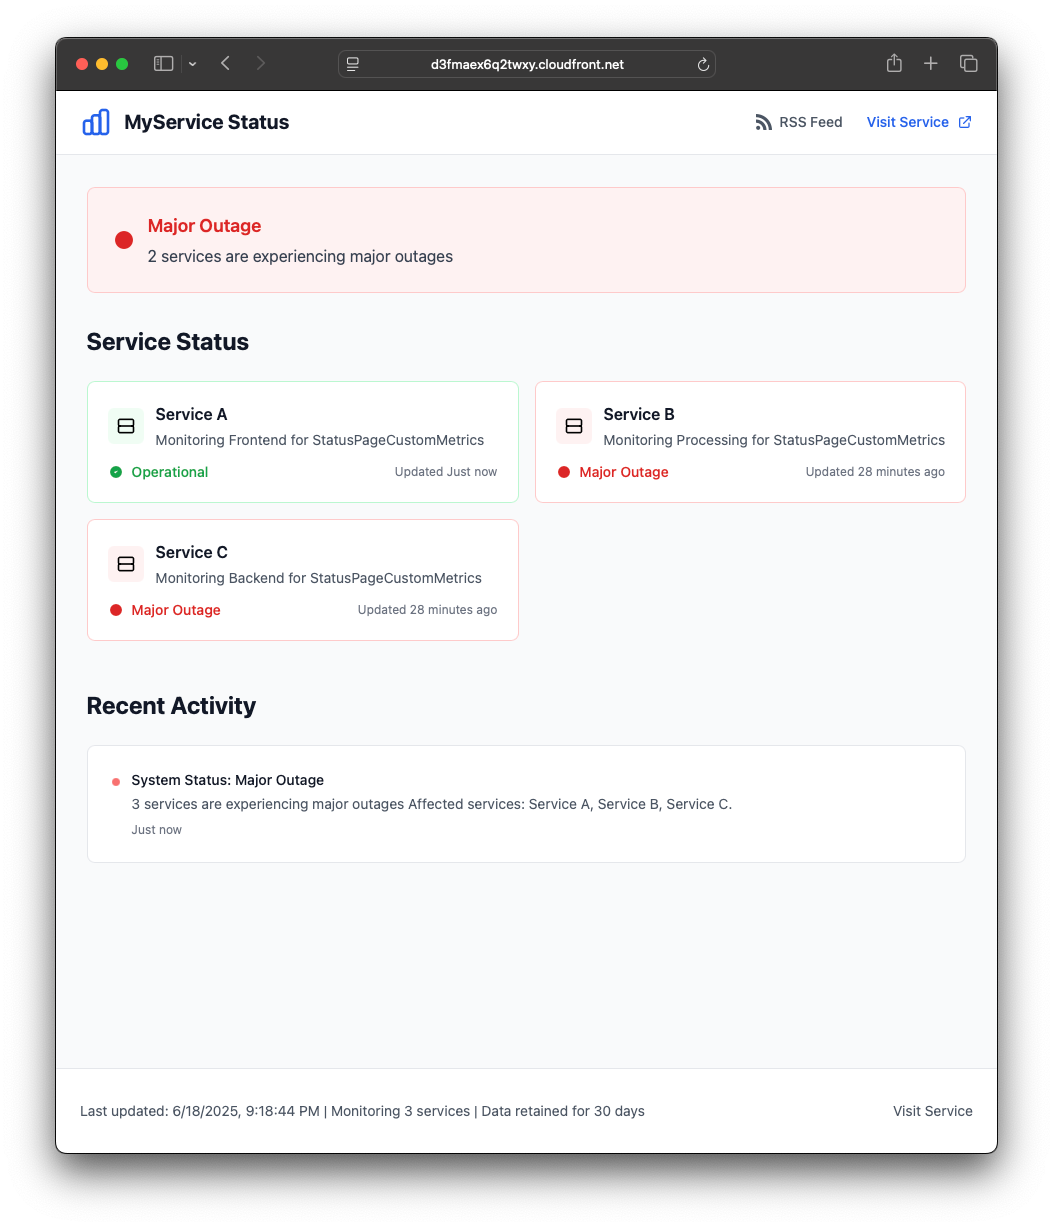 d3fmaex6q2twxy.cloudfront.net
MyService Status
RSS Feed
Visit Service
Major Outage
2 services are experiencing major outages
Service Status
Service A
Monitoring Frontend for StatusPageCustomMetrics
Operational
Updated Just now
Service B
Monitoring Processing for StatusPageCustomMetrics
Major Outage
Updated 28 minutes ago
Service C
Monitoring Backend for StatusPageCustomMetrics
Major Outage
Updated 28 minutes ago
Recent Activity
System Status: Major Outage
3 services are experiencing major outages Affected services: Service A, Service B, Service C.
Just now
Last updated: 6/18/2025, 9:18:44 PM | Monitoring 3 services | Data retained for 30 days
Visit Service